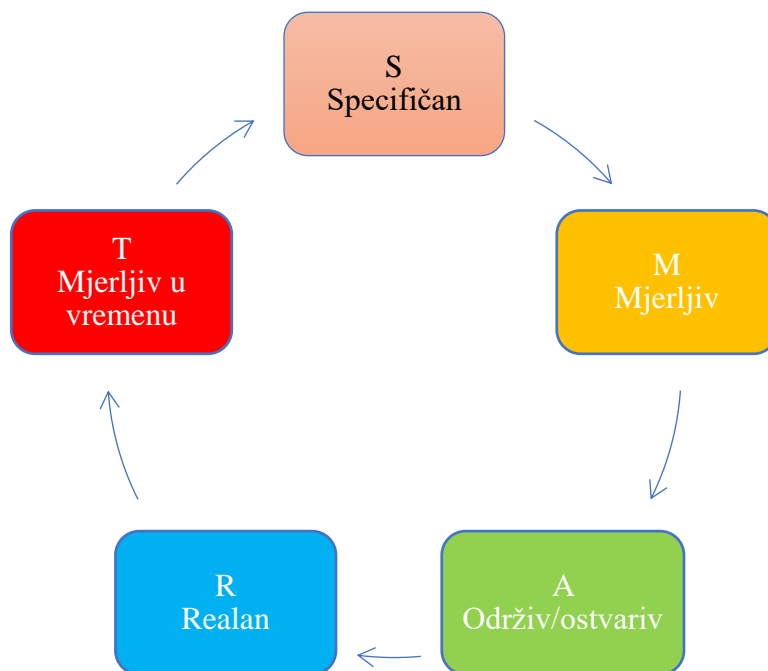 S
Specifičan
M
Mjerljiv
A
Održiv/ostvariv
R
Realan
T
Mjerljiv u
vremenu